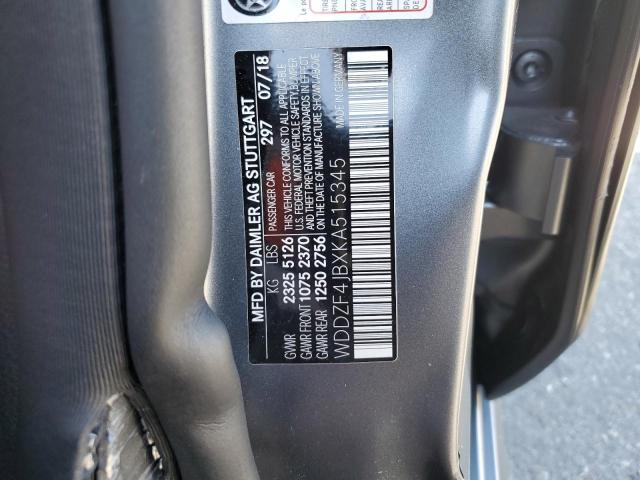 MFD BY DAIMLER AG STUTTGART
PASSENGER CAR 297 07/18
KG LBS
GVWR 2325 5126
GAWR FRONT 1075 2370
GAWR REAR 1250 2756
THIS VEHICLE CONFORMS TO ALL APPLICABLE
U.S. FEDERAL MOTOR VEHICLE SAFETY BUMPER
AND THEFT PREVENTION STANDARDS IN EFFECT
ON THE DATE OF MANUFACTURE SHOWN ABOVE
MADE IN GERMANY
WDDZF4JBXKA515345
Le